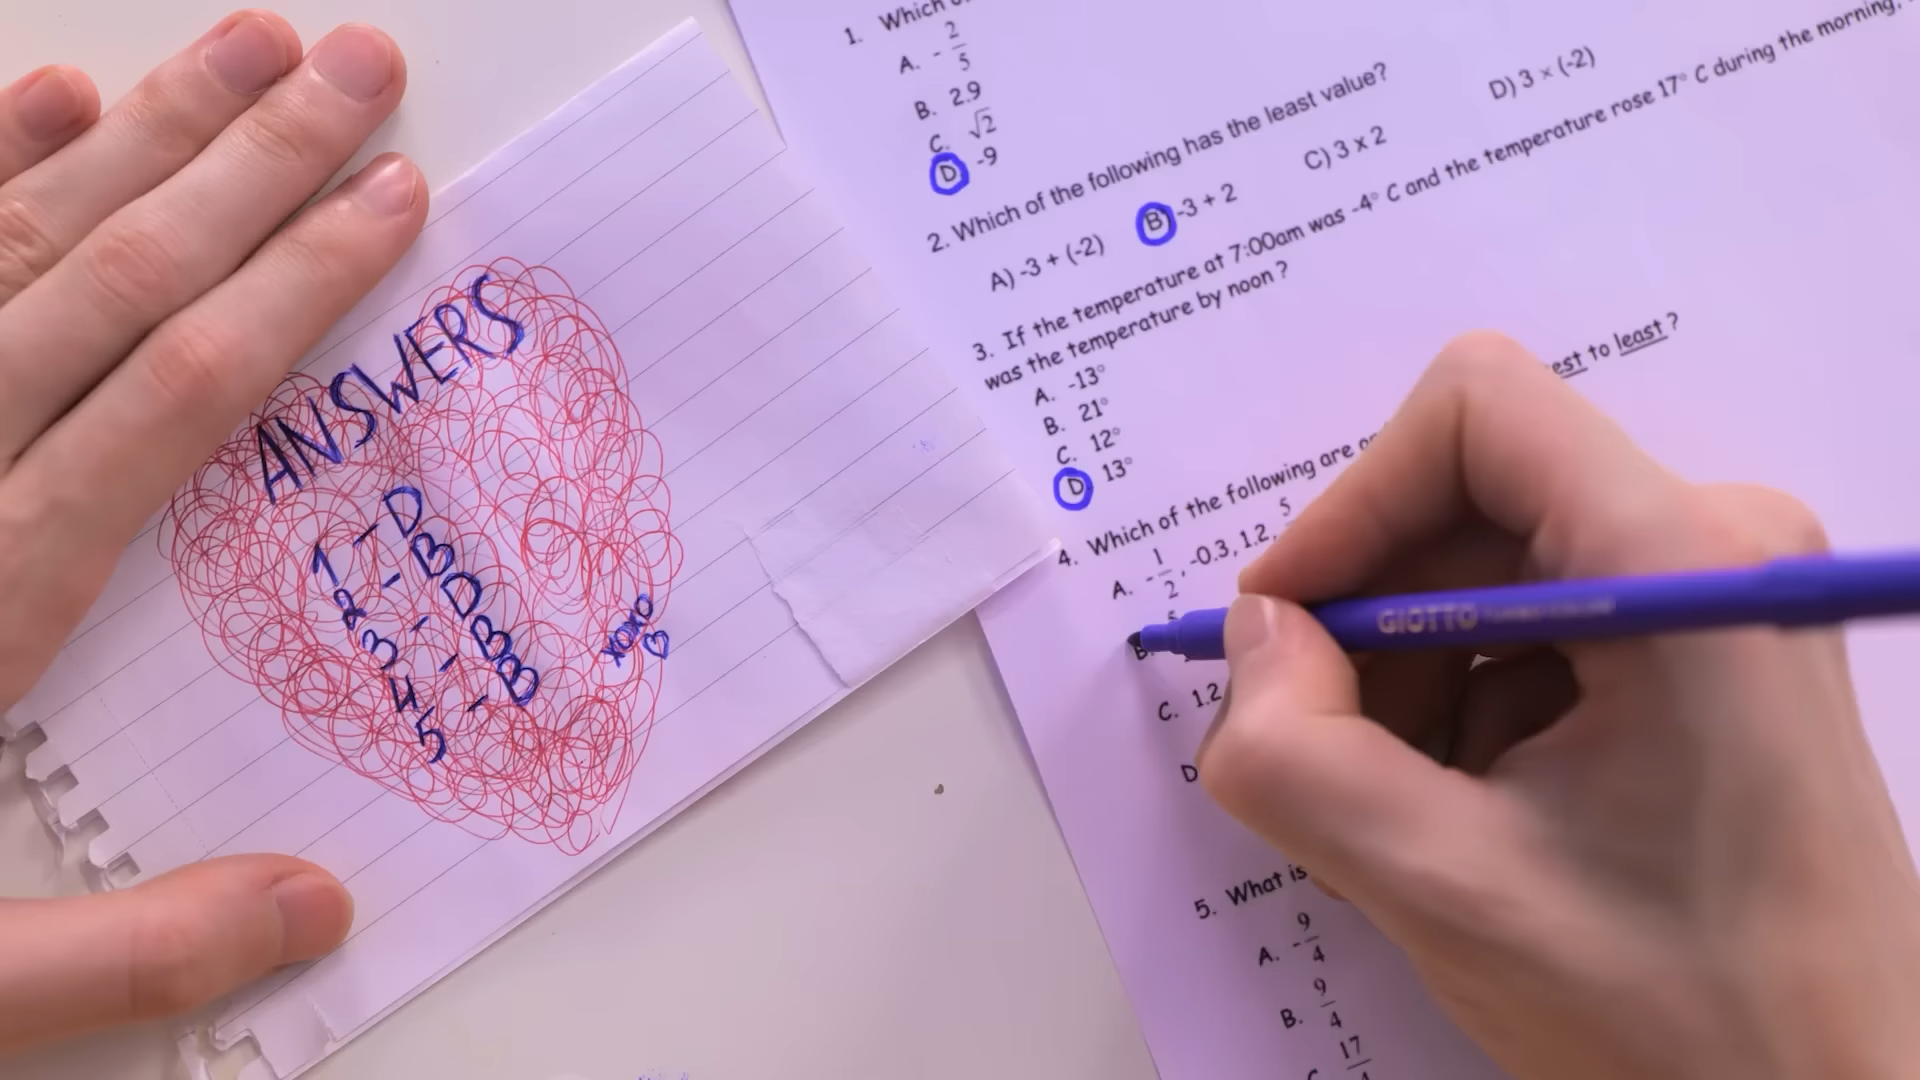 ANSWERS
1 - D
2 - B
3 - D
4 - B
5 - B
XOXO
1. Which
A. - 2/5
B. 2.9
C. √2
D. -9
2. Which of the following has the least value?
A) -3 + (-2) B) -3 + 2 C) 3 x 2 D) 3 × (-2)
3. If the temperature at 7:00am was -4° C and the temperature rose 17° C during the morning,
was the temperature by noon ?
A. -13°
B. 21°
C. 12°
D. 13°
4. Which of the following are est to least ?
A. - 1/2, -0.3, 1.2, 5
B. 5
C. 1.2
D
5. What is
A. - 9/4
B. 9/4
C 17/4
GIOTTO